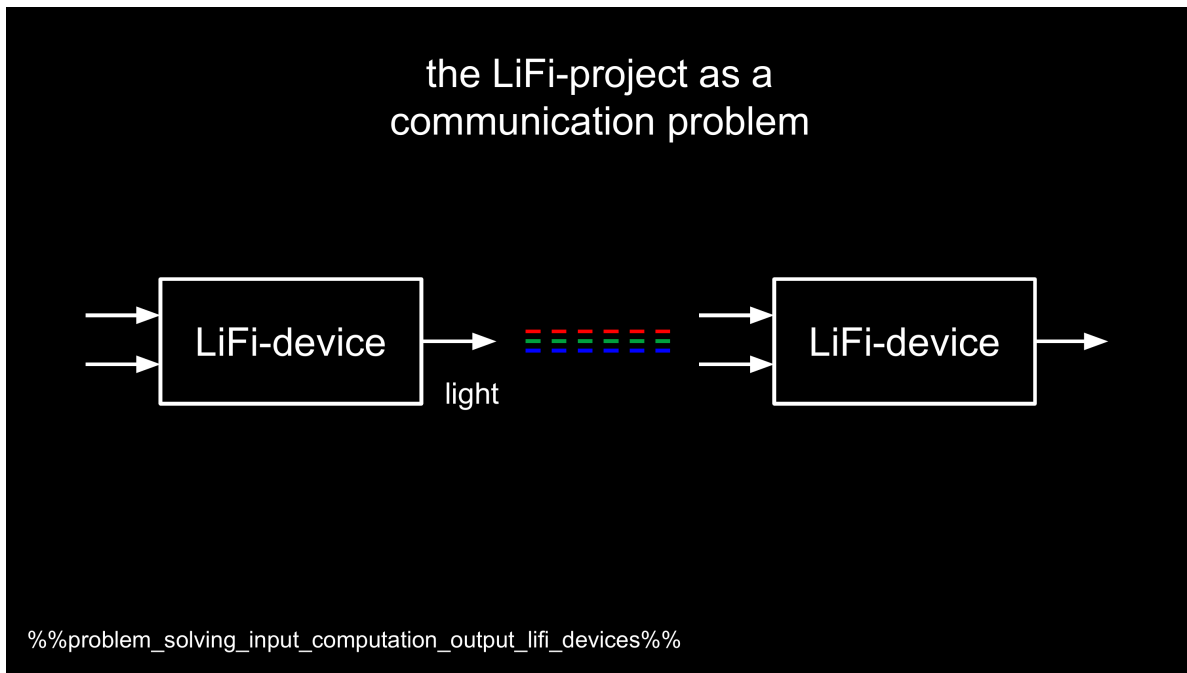 the LiFi-project as a
communication problem
LiFi-device
LiFi-device
light
%%problem_solving_input_computation_output_lifi_devices%%